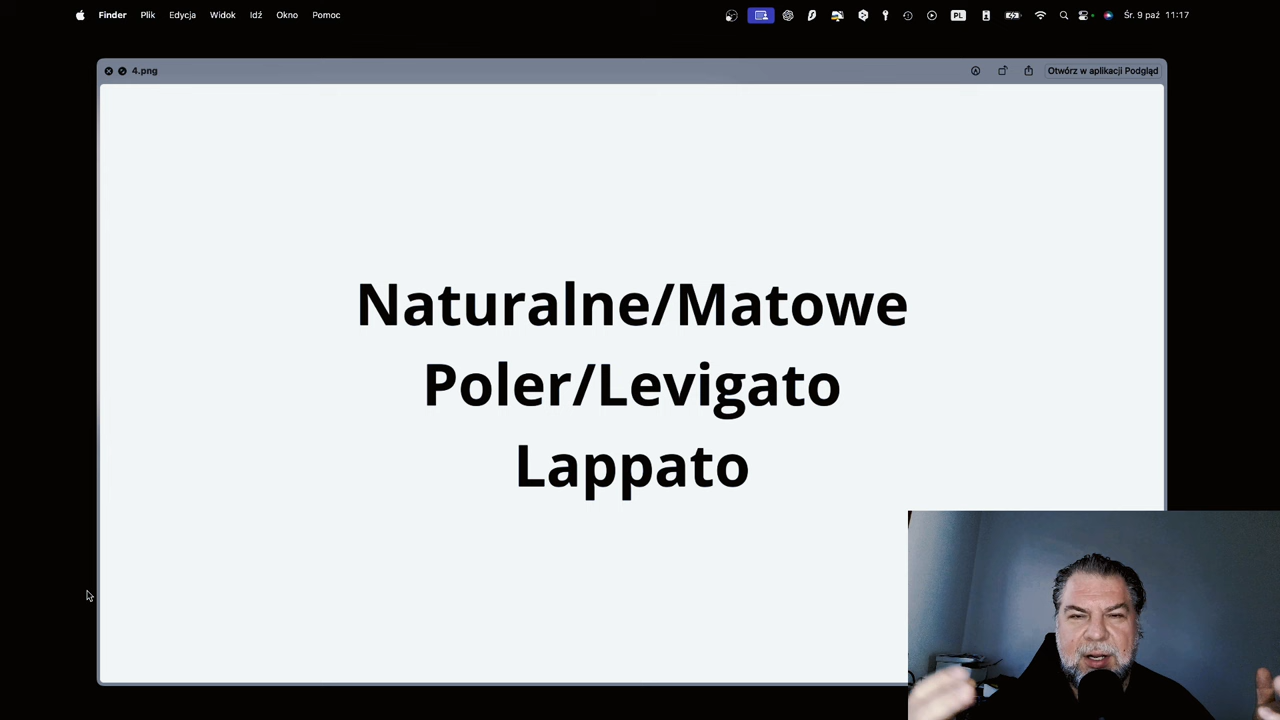 Finder Plik Edycja Widok Idź Okno Pomoc PL Śr. 9 paź 11:17
4.png Otwórz w aplikacji Podgląd
Naturalne/Matowe
Poler/Levigato
Lappato